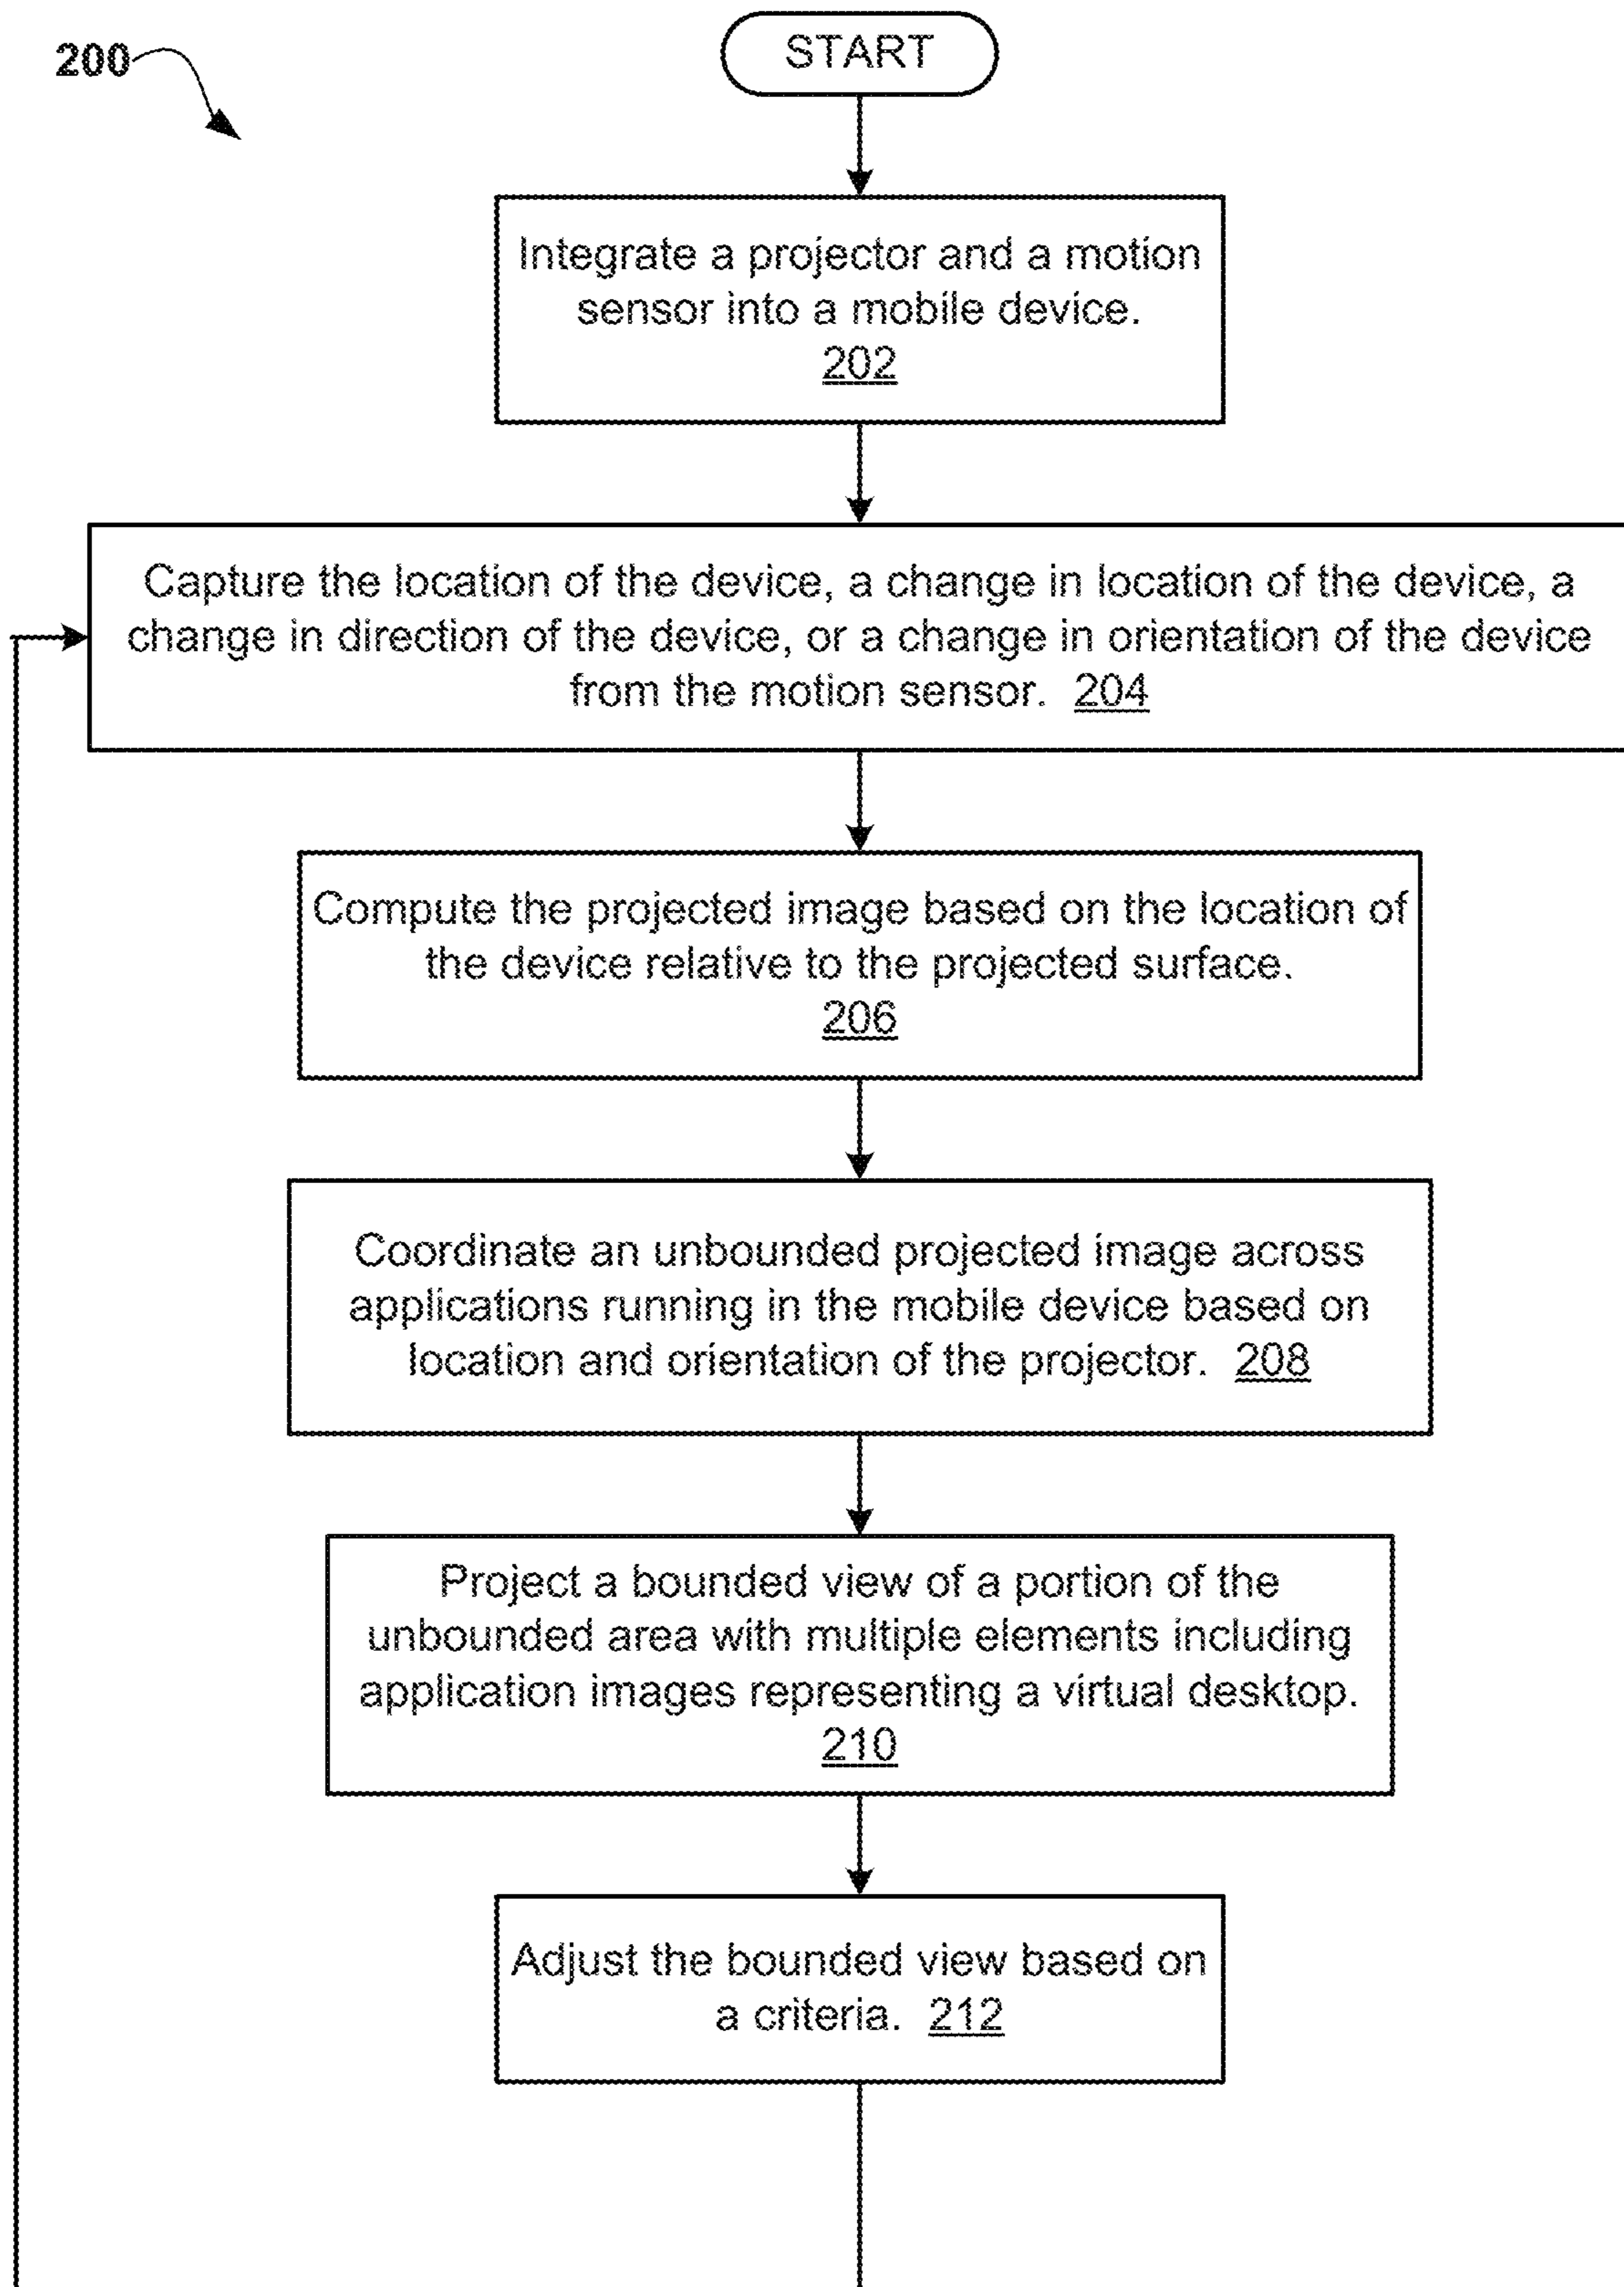 200
START
Integrate a projector and a motion
sensor into a mobile device.
202
Capture the location of the device, a change in location of the device, a
change in direction of the device, or a change in orientation of the device
from the motion sensor. 204
Compute the projected image based on the location of
the device relative to the projected surface.
206
Coordinate an unbounded projected image across
applications running in the mobile device based on
location and orientation of the projector. 208
Project a bounded view of a portion of the
unbounded area with multiple elements including
application images representing a virtual desktop.
210
Adjust the bounded view based on
a criteria. 212